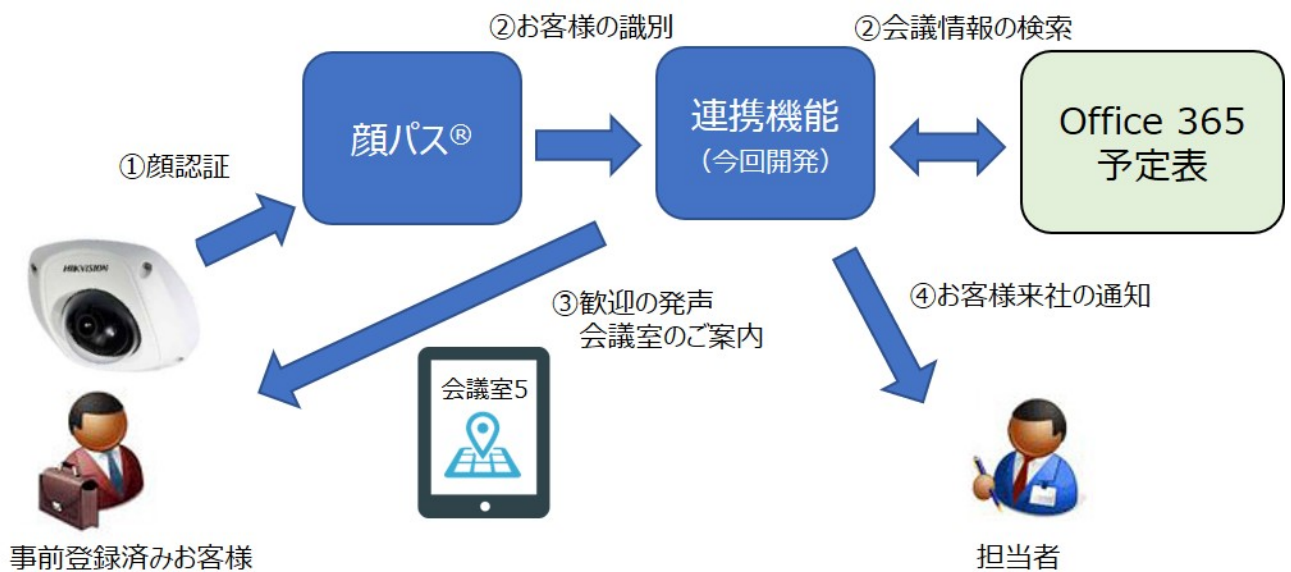 ②お客様の識別
②会議情報の検索
顔パス®
連携機能
（今回開発）
Office 365
予定表
①顔認証
HIKVISION
③歓迎の発声
会議室のご案内
④お客様来社の通知
会議室5
事前登録済みお客様
担当者